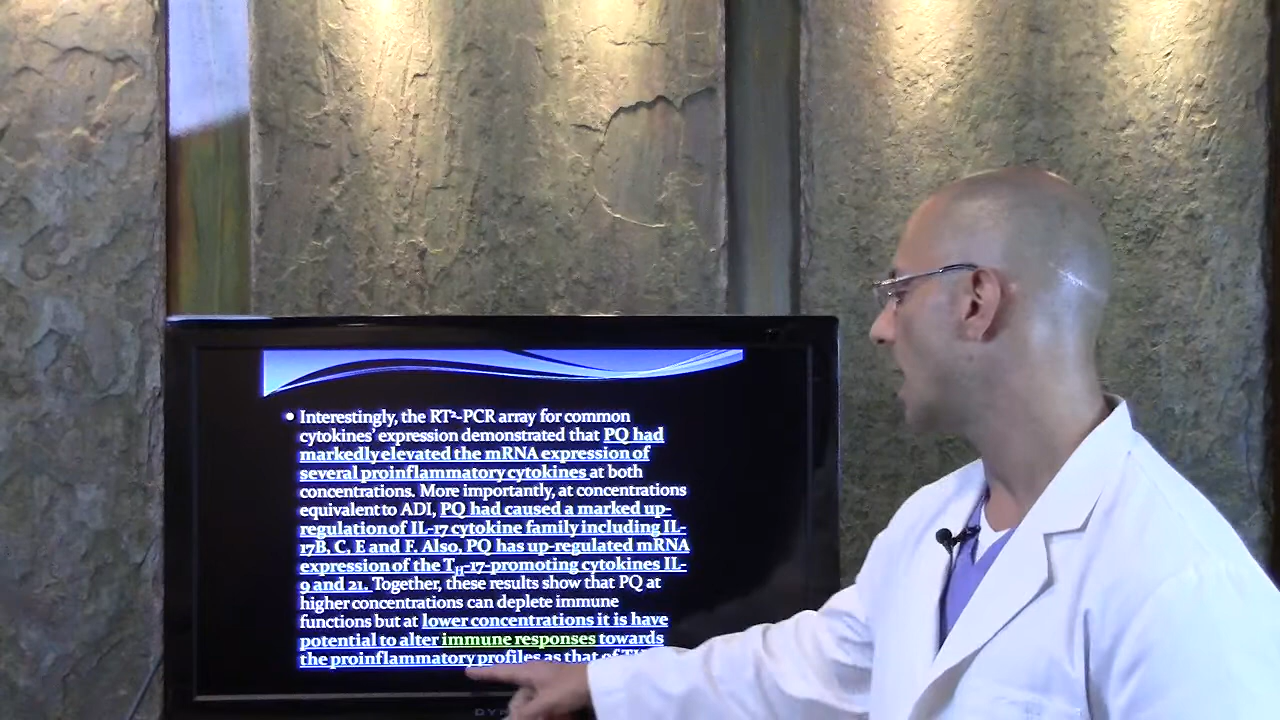 • Interestingly, the RT²-PCR array for common
cytokines' expression demonstrated that PQ had
markedly elevated the mRNA expression of
several proinflammatory cytokines at both
concentrations. More importantly, at concentrations
equivalent to ADI, PQ had caused a marked up-
regulation of IL-17 cytokine family including IL-
17B, C, E and F. Also, PQ has up-regulated mRNA
expression of the TH-17-promoting cytokines IL-
9 and 21. Together, these results show that PQ at
higher concentrations can deplete immune
functions but at lower concentrations it is have
potential to alter immune responses towards
the proinflammatory profiles as that of